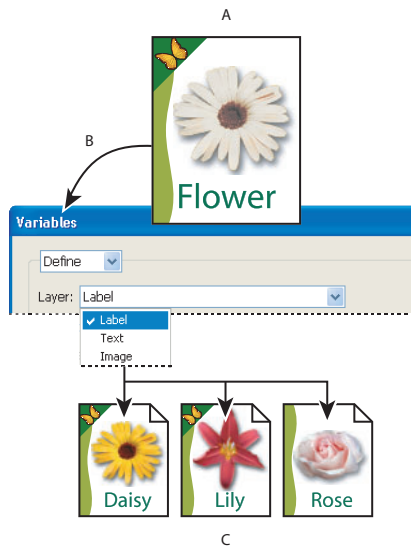 A
B
Flower
Variables
Define
Layer: Label
Label
Text
Image
Daisy
Lily
Rose
C